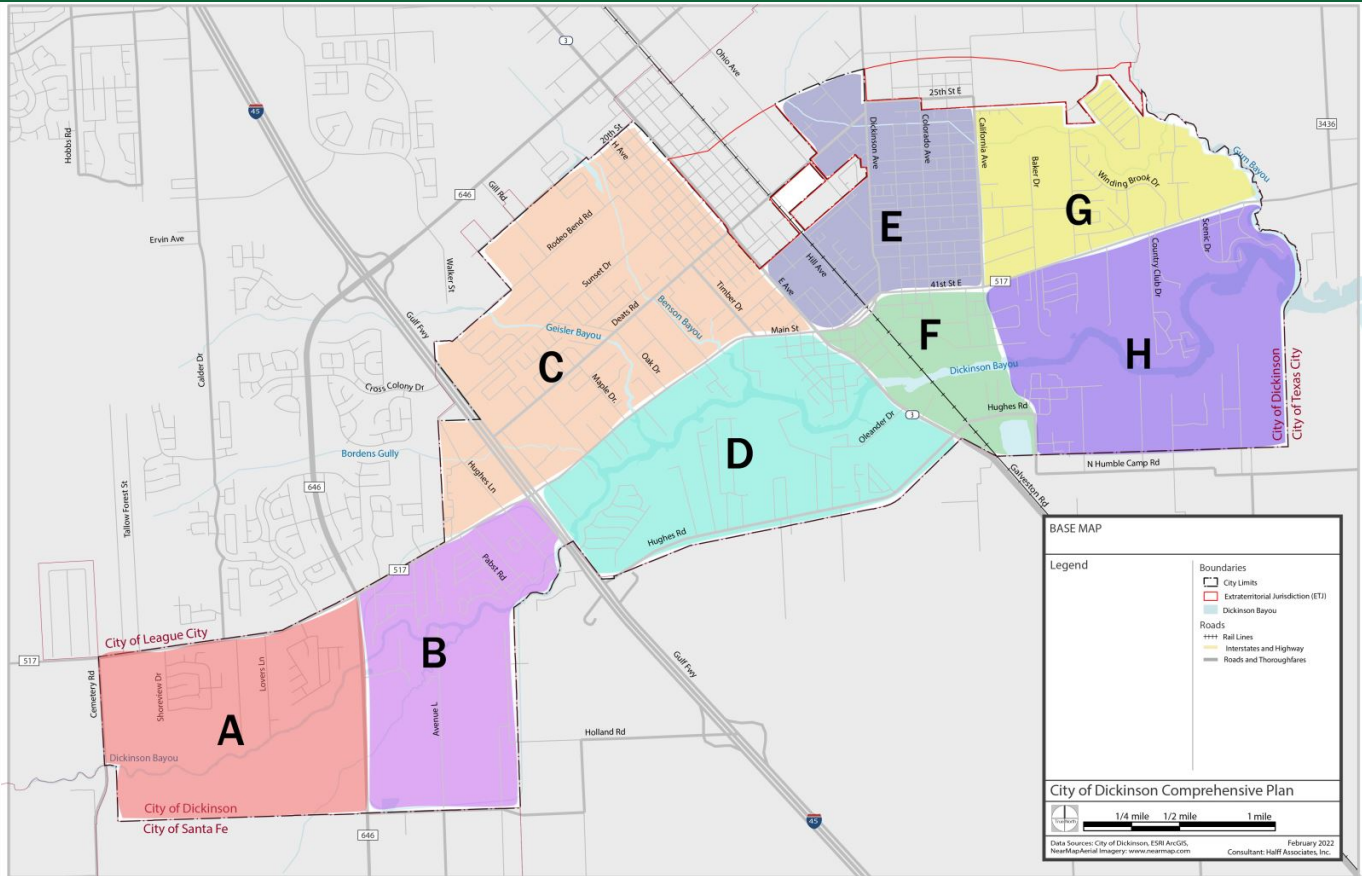 Ohio Ave
3
25th St E
Hobbs Rd
45
3436
20th St
H Ave
Dickinson Ave
Colorado Ave
California Ave
Baker Dr
Winding Brook Dr
Gum Bayou
646
Gill Rd
G
E
Ervin Ave
Rodeo Bend Rd
Scenic Dr
Walker St
Sunset Dr
Hill Ave
E Ave
Country Club Dr
41st St E
517
Timber Dr
Benson Bayou
Deats Rd
Gulf Fwy
Geisler Bayou
Main St
F
H
Calder Dr
C
Oak Dr
Maple Dr.
Dickinson Bayou
Cross Colony Dr
City of Dickinson
City of Texas City
Hughes Rd
3
Oleander Dr
Bordens Gully
D
N Humble Camp Rd
Hughes Ln
Galveston Rd
646
Tallow Forest St
Hughes Rd
517
Pabst Rd
City of League City
517
B
Gulf Fwy
Cemetery Rd
Shoreview Dr
Lovers Ln
A
Avenue L
Holland Rd
Dickinson Bayou
City of Dickinson
City of Santa Fe
646
45
BASE MAP
Legend
Boundaries
City Limits
Extraterritorial Jurisdiction (ETJ)
Dickinson Bayou
Roads
Rail Lines
Interstates and Highway
Roads and Thoroughfares
City of Dickinson Comprehensive Plan
True North
1/4 mile 1/2 mile 1 mile
Data Sources: City of Dickinson, ESRI ArcGIS,
NearMapAerial Imagery: www.nearmap.com
February 2022
Consultant: Halff Associates, Inc.